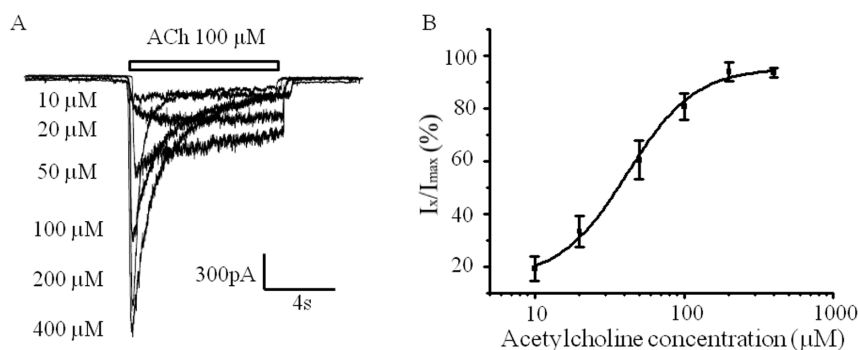 A
ACh 100 μM
10 μM
20 μM
50 μM
100 μM
200 μM
400 μM
300pA
4s
B
Ix/Imax (%)
100
80
60
40
20
10
100
1000
Acetylcholine concentration (μM)